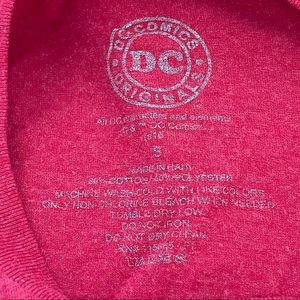 DC COMICS
DC
ORIGINALS
All DC characters and elements
© & ™ DC Comics.
S
MADE IN HAITI
60% COTTON 40% POLYESTER
MACHINE WASH COLD WITH LIKE COLORS
ONLY NON-CHLORINE BLEACH WHEN NEEDED
TUMBLE DRY LOW
DO NOT IRON
DO NOT DRY CLEAN